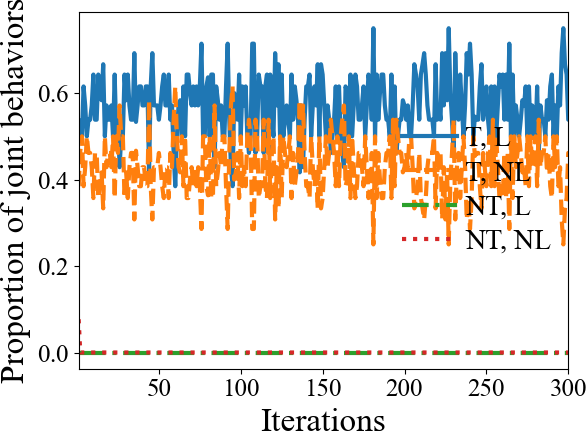 Proportion of joint behaviors
0.6
0.4
0.2
0.0
T, L
T, NL
NT, L
NT, NL
50
100
150
200
250
300
Iterations